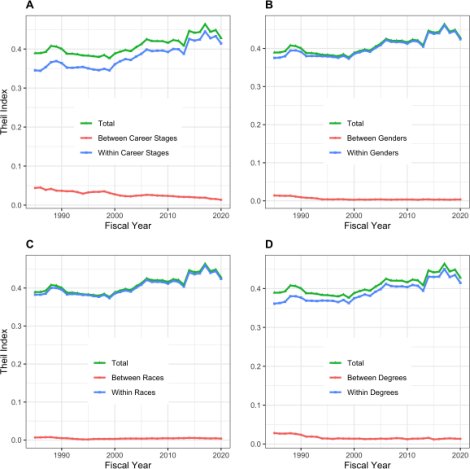 A
Theil Index
0.4
0.3
0.2
0.1
0.0
Total
Between Career Stages
Within Career Stages
1990 2000 2010 2020
Fiscal Year
B
0.4
0.3
0.2
0.1
0.0
Total
Between Genders
Within Genders
1990 2000 2010 2020
Fiscal Year
C
Theil Index
0.4
0.3
0.2
0.1
0.0
Total
Between Races
Within Races
1990 2000 2010 2020
Fiscal Year
D
0.4
0.3
0.2
0.1
0.0
Total
Between Degrees
Within Degrees
1990 2000 2010 2020
Fiscal Year